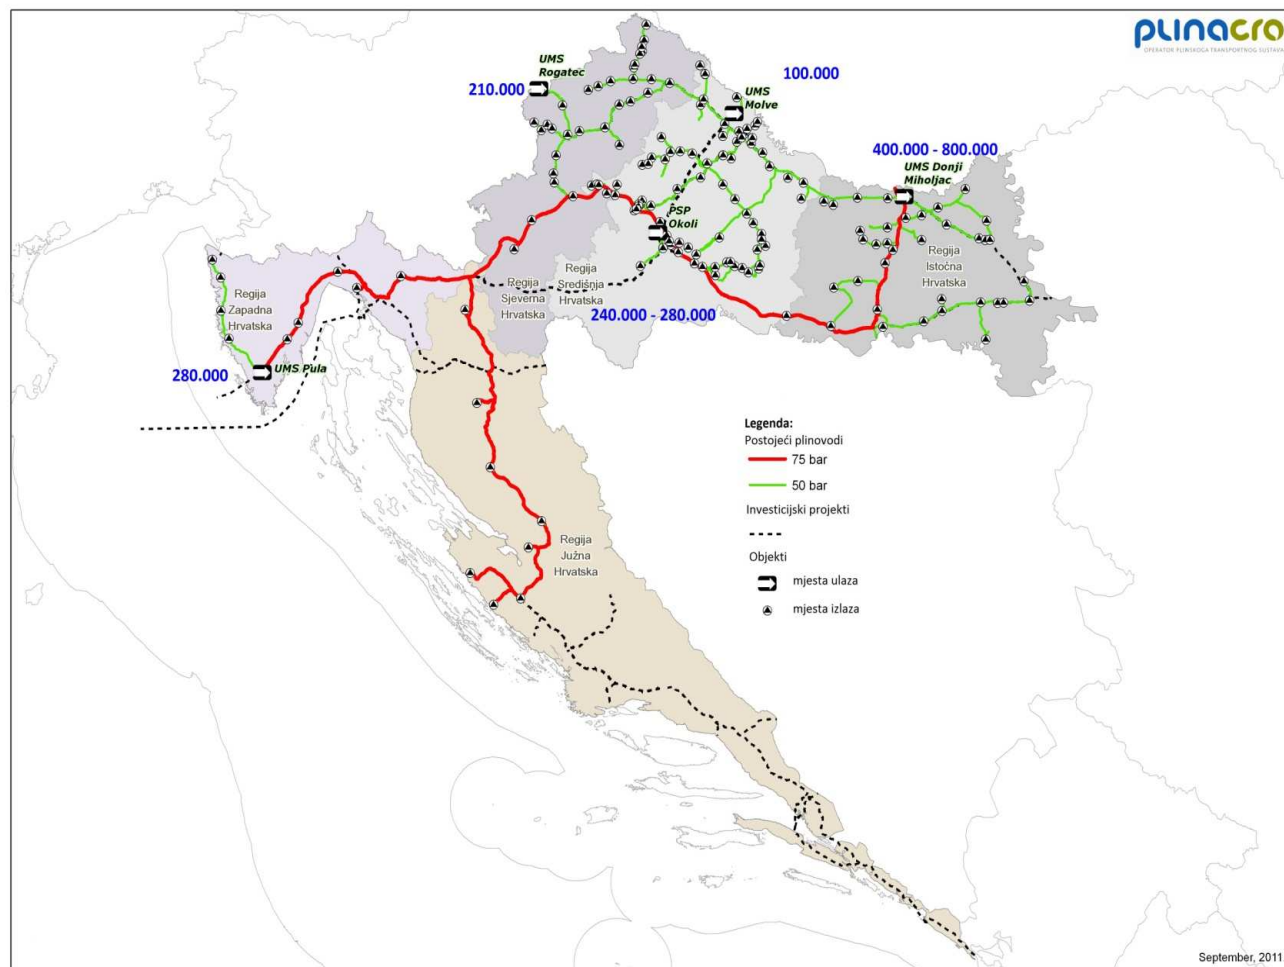 plinacro
OPERATOR PLINSKOGA TRANSPORTNOG SUSTAVA
UMS
Rogatec
210.000
100.000
UMS
Molve
400.000 - 800.000
UMS Donji
Miholjac
PSP
Okoli
Regija
Zapadna
Hrvatska
Regija
Sjeverna
Hrvatska
Regija
Središnja
Hrvatska
Regija
Istočna
Hrvatska
240.000 - 280.000
280.000
UMS Pula
Regija
Južna
Hrvatska
Legenda:
Postojeći plinovodi
75 bar
50 bar
Investicijski projekti
Objekti
mjesta ulaza
mjesta izlaza
September, 2011